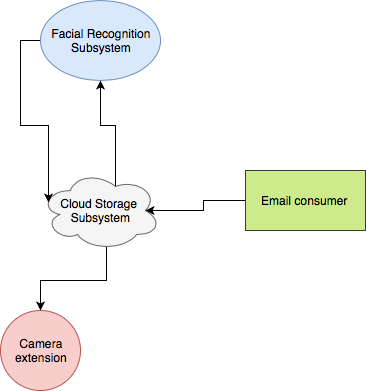 Facial Recognition
Subsystem
Cloud Storage
Subsystem
Email consumer
Camera
extension